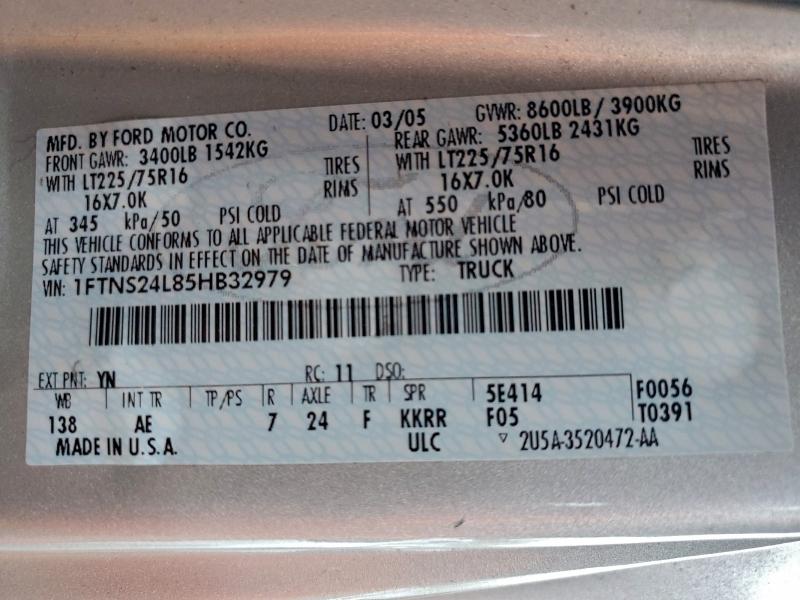 MFD. BY FORD MOTOR CO. DATE: 03/05 GVWR: 8600LB/ 3900KG
FRONT GAWR: 3400LB 1542KG REAR GAWR: 5360LB 2431KG
WITH LT225/75R16 TIRES WITH LT225/75R16 TIRES
16X7.0K RIMS 16X7.0K RIMS
AT 345 kPa/50 PSI COLD AT 550 kPa/80 PSI COLD
THIS VEHICLE CONFORMS TO ALL APPLICABLE FEDERAL MOTOR VEHICLE
SAFETY STANDARDS IN EFFECT ON THE DATE OF MANUFACTURE SHOWN ABOVE.
VIN: 1FTNS24L85HB32979 TYPE: TRUCK
EXT PNT: YN RC: 11 DSO:
WB INT TR TP/PS R AXLE TR SPR 5E414 F0056
138 AE 7 24 F KKRR F05 T0391
MADE IN U.S.A. ULC ▽ 2U5A-3520472-AA